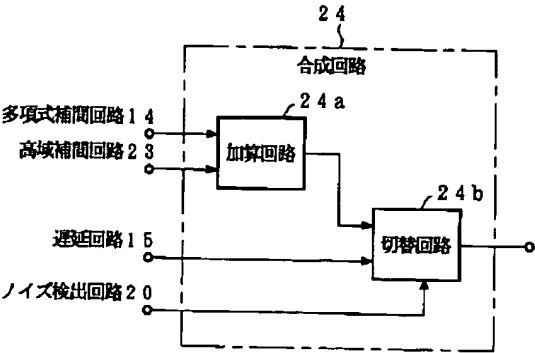 ２４
合成回路
２４ａ
多項式補間回路１４
加算回路
高域補間回路２３
２４ｂ
遅延回路１５
切替回路
ノイズ検出回路２０